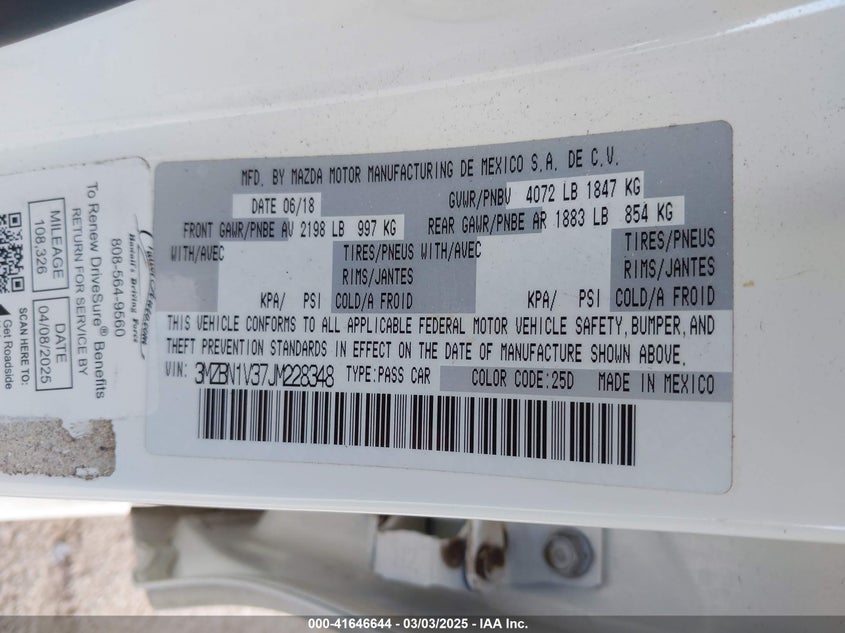 MFD. BY MAZDA MOTOR MANUFACTURING DE MEXICO S.A. DE C.V.
DATE 06/18 GVWR/PNBV 4072 LB 1847 KG
FRONT GAWR/PNBE AV 2198 LB 997 KG REAR GAWR/PNBE AR 1883 LB 854 KG
WITH/AVEC TIRES/PNEUS WITH/AVEC TIRES/PNEUS
RIMS/JANTES RIMS/JANTES
KPA/ PSI COLD/A FROID KPA/ PSI COLD/A FROID
THIS VEHICLE CONFORMS TO ALL APPLICABLE FEDERAL MOTOR VEHICLE SAFETY, BUMPER, AND
THEFT PREVENTION STANDARDS IN EFFECT ON THE DATE OF MANUFACTURE SHOWN ABOVE.
VIN: 3MZBN1V37JM228348 TYPE:PASS CAR COLOR CODE:25D MADE IN MEXICO
Hawaii's Driving Force
808-564-9560
To Renew DriveSure® Benefits
RETURN FOR SERVICE BY
MILEAGE
108,326
DATE
04/08/2025
SCAN HERE TO
Get Roadside
000-41646644 / 03/03/2025 - IAA Inc.